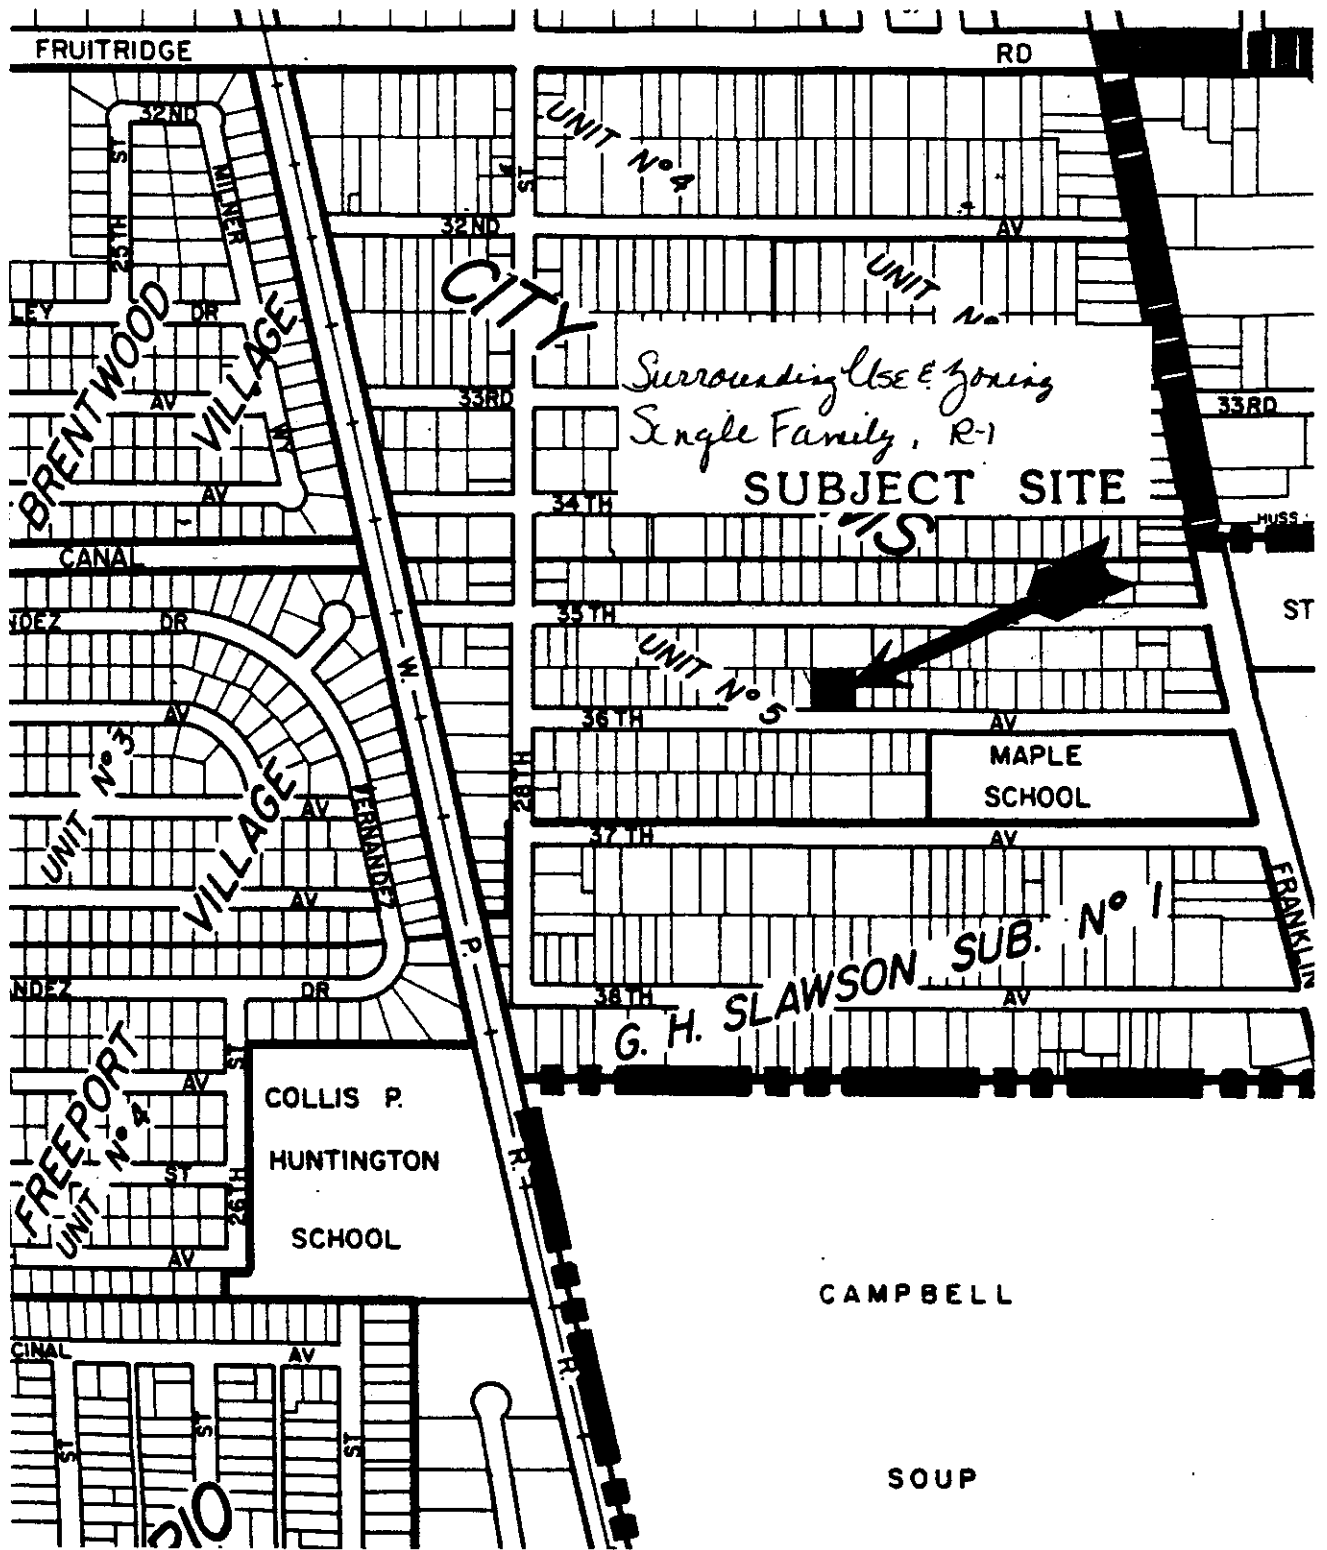 FRUITRIDGE RD
32ND
ST
25TH
MILNER
UNIT Nº 4
ST
32ND AV
CITY
UNIT Nº
LEY DR
BRENTWOOD VILLAGE
Surrounding Use & Zoning
Single Family, R-1
SUBJECT SITE
AV
WY
33RD
33RD
AV
34TH
HUSS
CANAL
NDEZ DR
35TH
ST
UNIT Nº 5
W. P. R. R.
AV
36TH AV
UNIT Nº 3
VILLAGE
28TH
MAPLE
SCHOOL
AV
FERNANDEZ
37TH AV
AV
FRANKLIN
G. H. SLAWSON SUB. Nº 1
NDEZ DR
38TH AV
FREEPORT
UNIT Nº 4
ST
AV
26TH
ST
AV
COLLIS P.
HUNTINGTON
SCHOOL
CAMPBELL
SOUP
CINAL AV
ST
ST
ST